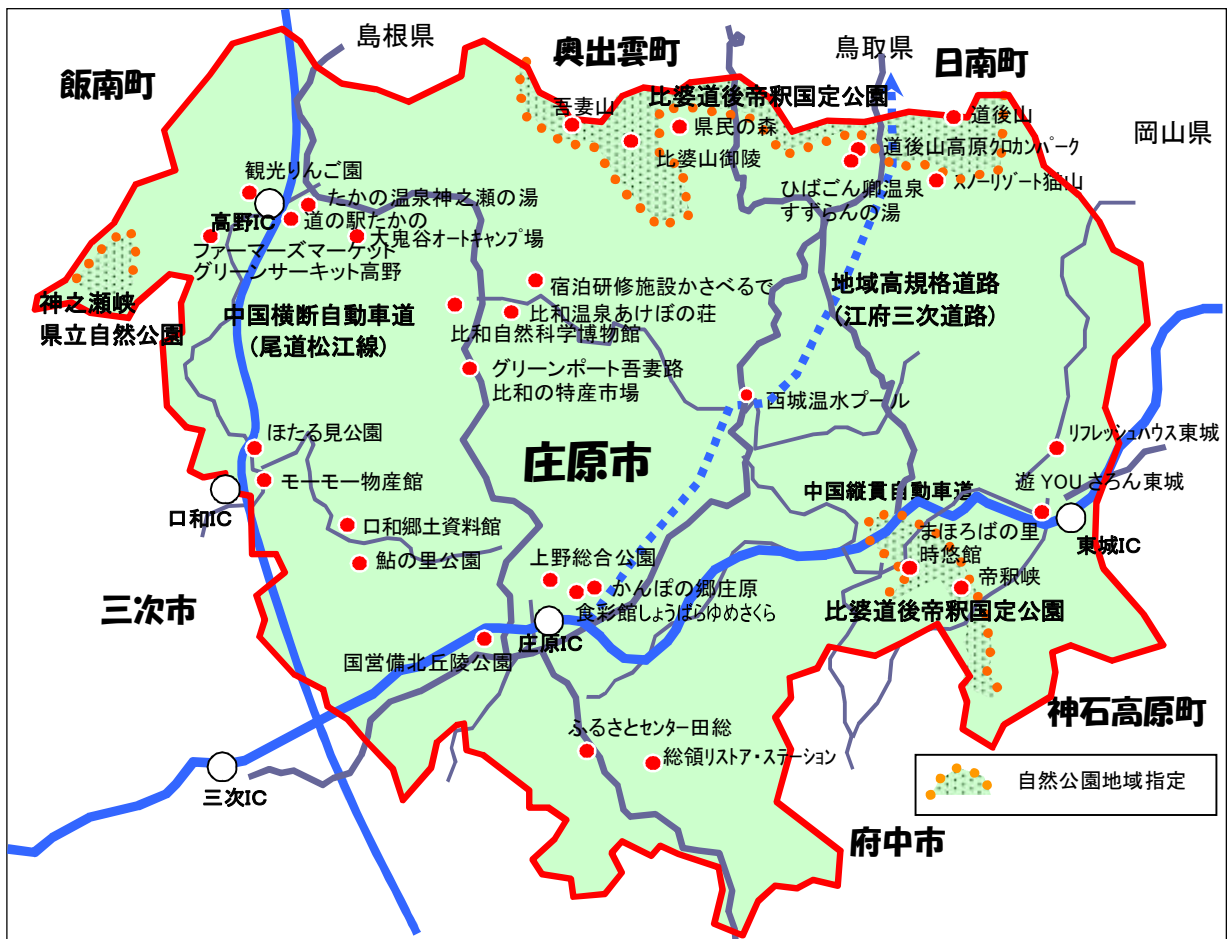 島根県
奥出雲町
鳥取県
日南町
飯南町
比婆道後帝釈国定公園
岡山県
吾妻山
県民の森
道後山
比婆山御陵
道後山高原クロカンパーク
ひばごん郷温泉
すずらんの湯
スノーリゾート猫山
観光りんご園
たかの温泉神之瀬の湯
高野IC
道の駅たかの
大鬼谷オートキャンプ場
ファーマーズマーケット
グリーンサーキット高野
神之瀬峡
県立自然公園
中国横断自動車道
(尾道松江線)
宿泊研修施設かさべるで
比和温泉あけぼの荘
比和自然科学博物館
地域高規格道路
(江府三次道路)
グリーンポート吾妻路
比和の特産市場
西城温水プール
ほたる見公園
庄原市
リフレッシュハウス東城
モーモー物産館
中国縦貫自動車道
遊YOUさろん東城
口和IC
口和郷土資料館
まほろばの里
時悠館
東城IC
鮎の里公園
上野総合公園
かんぽの郷庄原
帝釈峡
食彩館しょうばらゆめさくら
比婆道後帝釈国定公園
三次市
庄原IC
国営備北丘陵公園
神石高原町
ふるさとセンター田総
総領リストア・ステーション
三次IC
自然公園地域指定
府中市